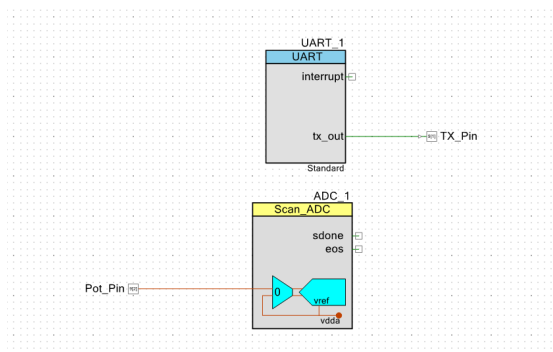 UART_1
UART
interrupt
tx_out
TX_Pin
Standard
ADC_1
Scan_ADC
sdone
eos
Pot_Pin
0
vref
vdda